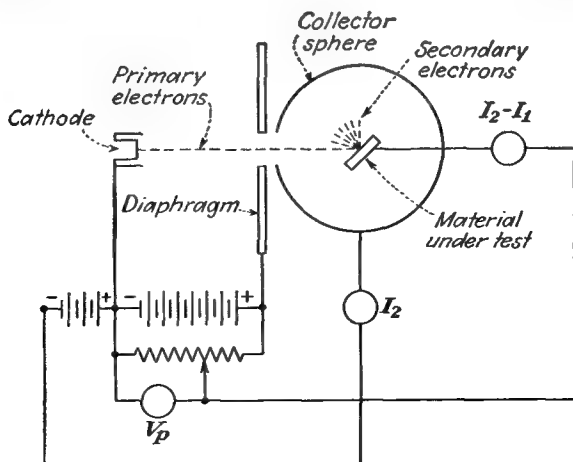 Collector
sphere
Secondary
electrons
Primary
electrons
I₂-I₁
Cathode
Diaphragm
Material
under test
- + - +
I₂
Vp